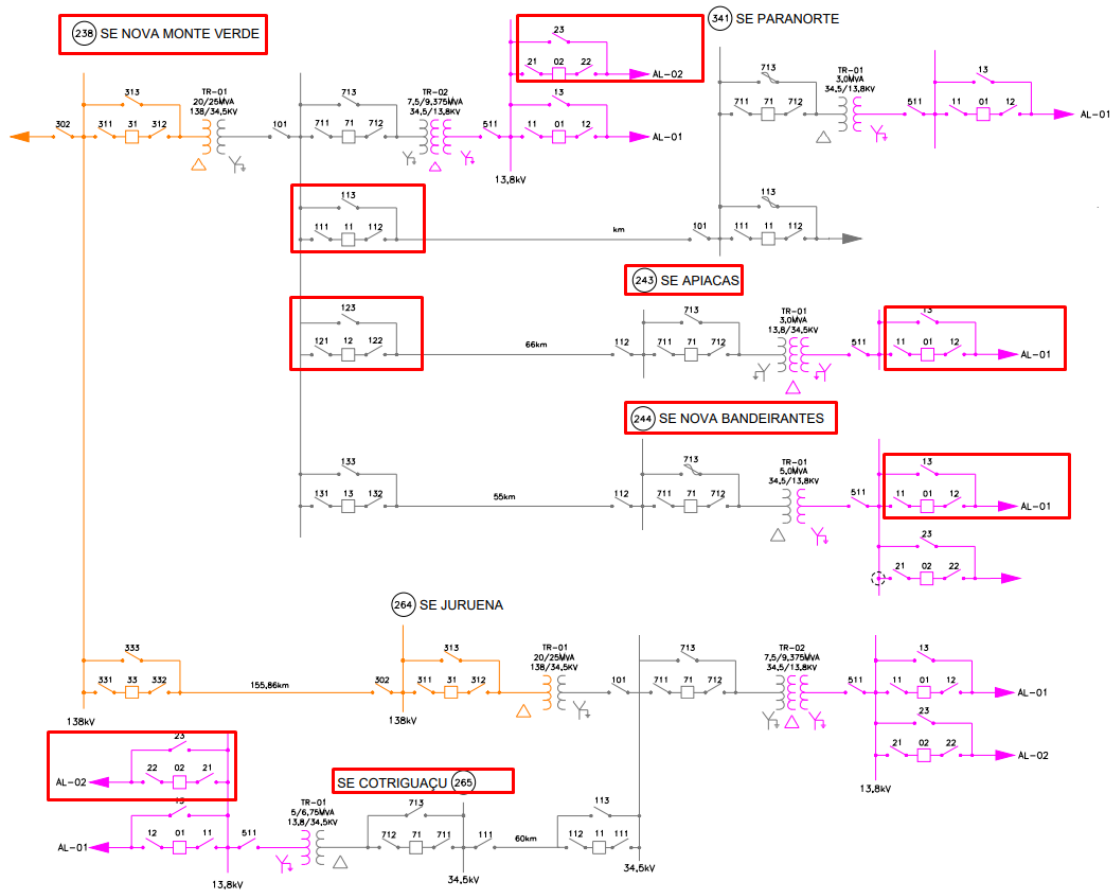 238 SE NOVA MONTE VERDE
341 SE PARANORTE
23
21 02 22
AL-02
313
TR-01
20/25MVA
138/34,5KV
302
311 31 312
101
713
711 71 712
TR-02
7,5/9,375MVA
34,5/13,8KV
511
13
11 01 12
AL-01
13,8kV
713
711 71 712
TR-01
3,0MVA
34,5/13,8KV
511
13
11 01 12
AL-01
113
111 11 112
km
101
113
111 11 112
243 SE APIACAS
123
121 12 122
66km
112
713
711 71 712
TR-01
3,0MVA
13,8/34,5KV
511
13
11 01 12
AL-01
244 SE NOVA BANDEIRANTES
133
131 13 132
55km
112
713
711 71 712
TR-01
5,0MVA
34,5/13,8KV
511
13
11 01 12
AL-01
23
21 02 22
264 SE JURUENA
333
331 33 332
138kV
155,86km
302
138kV
313
311 31 312
TR-01
20/25MVA
138/34,5KV
101
713
711 71 712
TR-02
7,5/9,375MVA
34,5/13,8KV
511
13
11 01 12
AL-01
23
21 02 22
AL-02
13,8kV
23
AL-02
22 02 21
SE COTRIGUAÇU 265
13
AL-01
12 01 11
511
13,8kV
TR-01
5/6,75MVA
13,8/34,5KV
713
712 71 711
111
34,5kV
60km
113
112 11 111
34,5kV